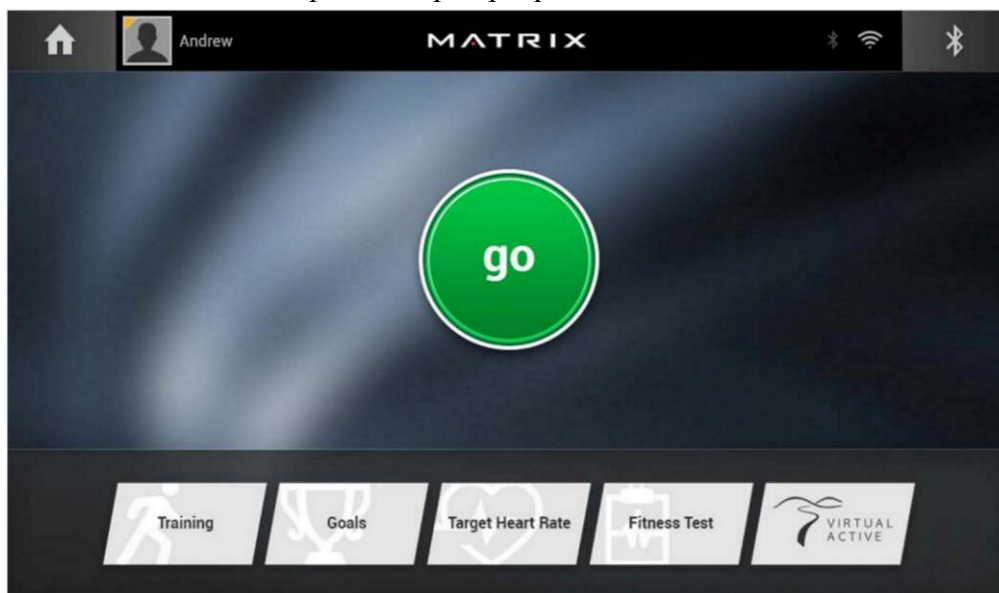 Andrew
MATRIX
go
Training
Goals
Target Heart Rate
Fitness Test
VIRTUAL
ACTIVE